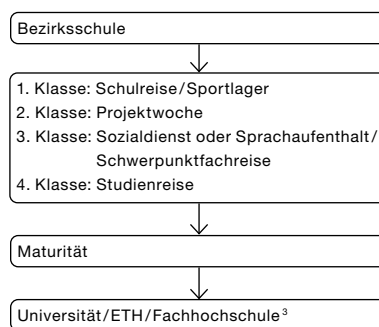 Bezirksschule
1. Klasse: Schulreise/Sportlager
2. Klasse: Projektwoche
3. Klasse: Sozialdienst oder Sprachaufenthalt/
Schwerpunktfachreise
4. Klasse: Studienreise
Maturität
Universität/ETH/Fachhochschule³